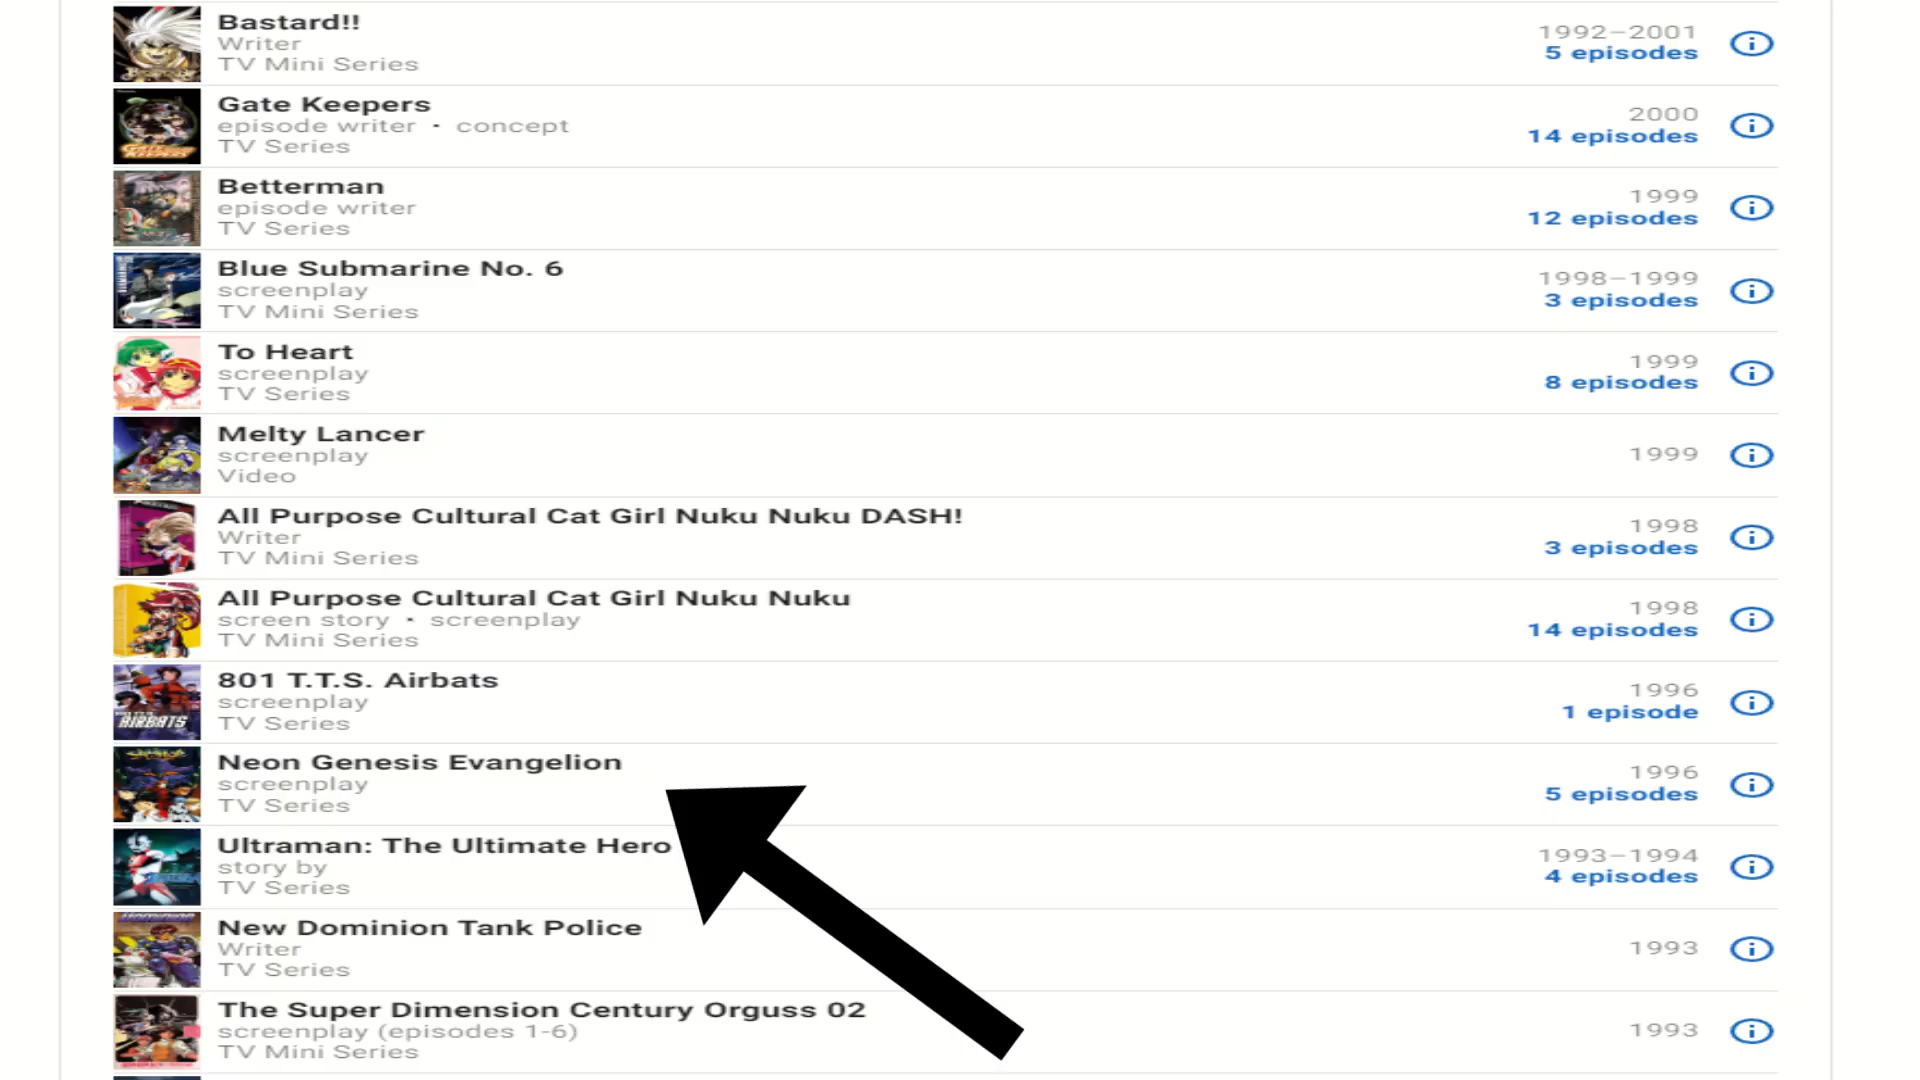 Bastard!!
Writer
TV Mini Series
1992–2001
5 episodes
Gate Keepers
episode writer • concept
TV Series
2000
14 episodes
Betterman
episode writer
TV Series
1999
12 episodes
Blue Submarine No. 6
screenplay
TV Mini Series
1998–1999
3 episodes
To Heart
screenplay
TV Series
1999
8 episodes
Melty Lancer
screenplay
Video
1999
All Purpose Cultural Cat Girl Nuku Nuku DASH!
Writer
TV Mini Series
1998
3 episodes
All Purpose Cultural Cat Girl Nuku Nuku
screen story • screenplay
TV Mini Series
1998
14 episodes
801 T.T.S. Airbats
screenplay
TV Series
1996
1 episode
AIRBATS
Neon Genesis Evangelion
screenplay
TV Series
1996
5 episodes
Ultraman: The Ultimate Hero
story by
TV Series
1993–1994
4 episodes
New Dominion Tank Police
Writer
TV Series
1993
The Super Dimension Century Orguss 02
screenplay (episodes 1-6)
TV Mini Series
1993